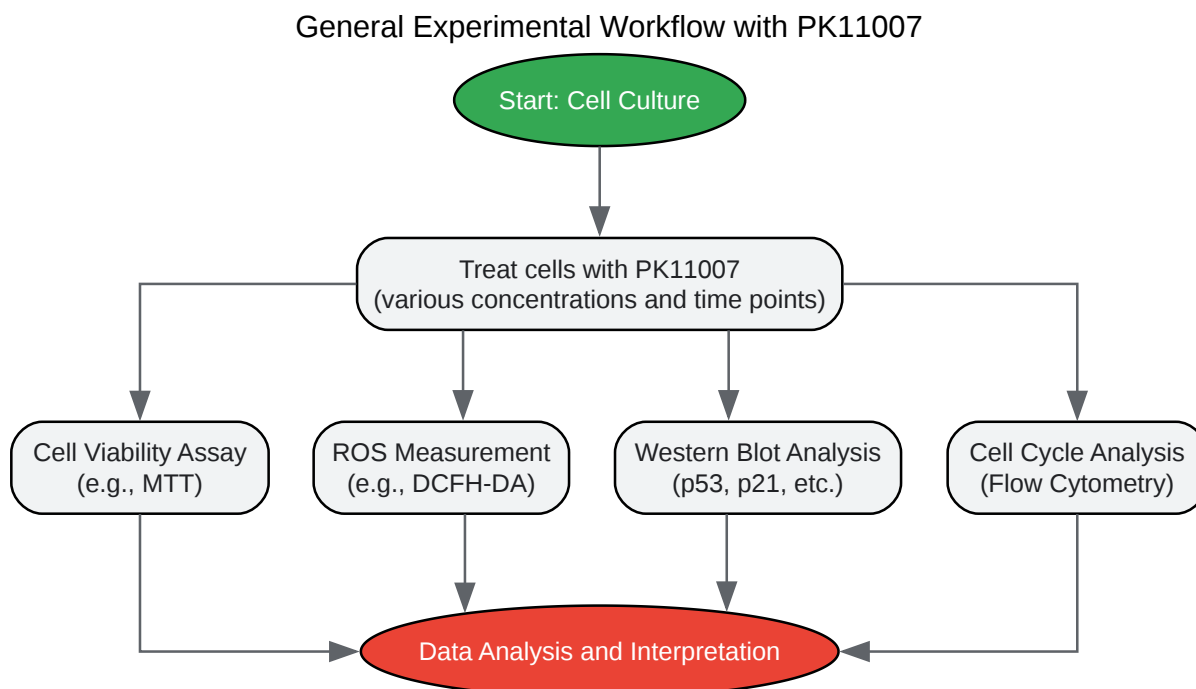 General Experimental Workflow with PK11007
Start: Cell Culture
Treat cells with PK11007
(various concentrations and time points)
Cell Viability Assay
(e.g., MTT)
ROS Measurement
(e.g., DCFH-DA)
Western Blot Analysis
(p53, p21, etc.)
Cell Cycle Analysis
(Flow Cytometry)
Data Analysis and Interpretation